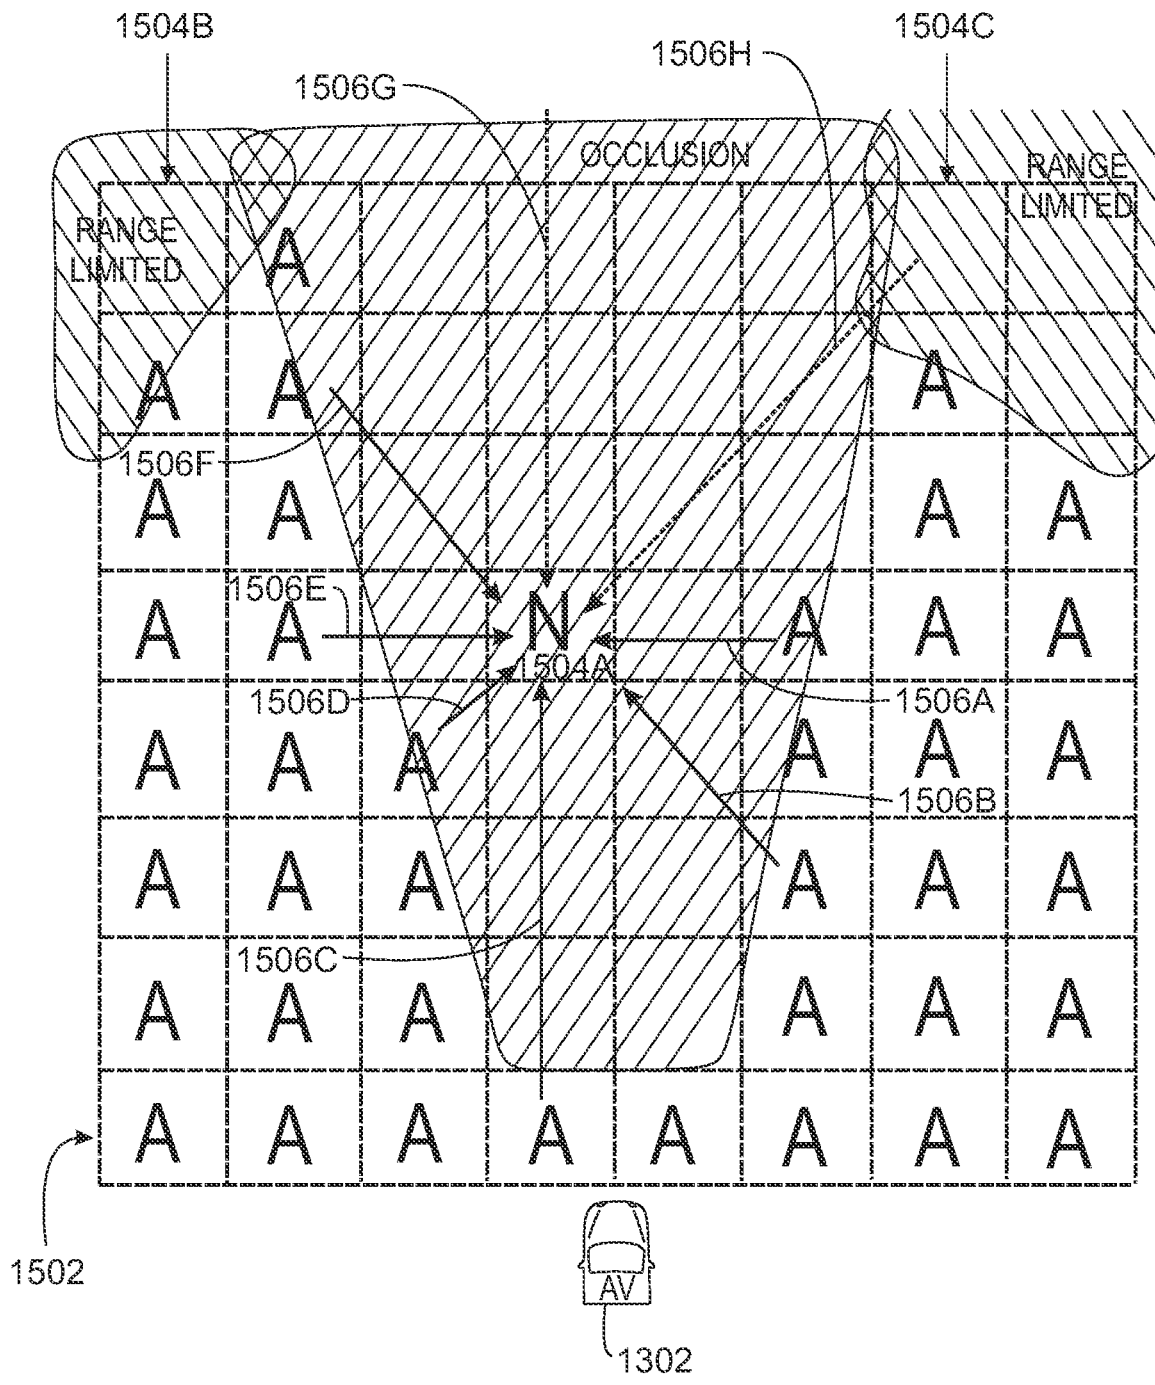 1504B
1504C
1506G
1506H
OCCLUSION
RANGE
LIMITED
RANGE
LIMITED
A
A A A
1506F
A A A A
1506E
A A N A A A
1504A
1506D
1506A
A A A A A A
1506B
A A A A A A
1506C
A A A A A A
A A A A A A A A
1502
AV
1302